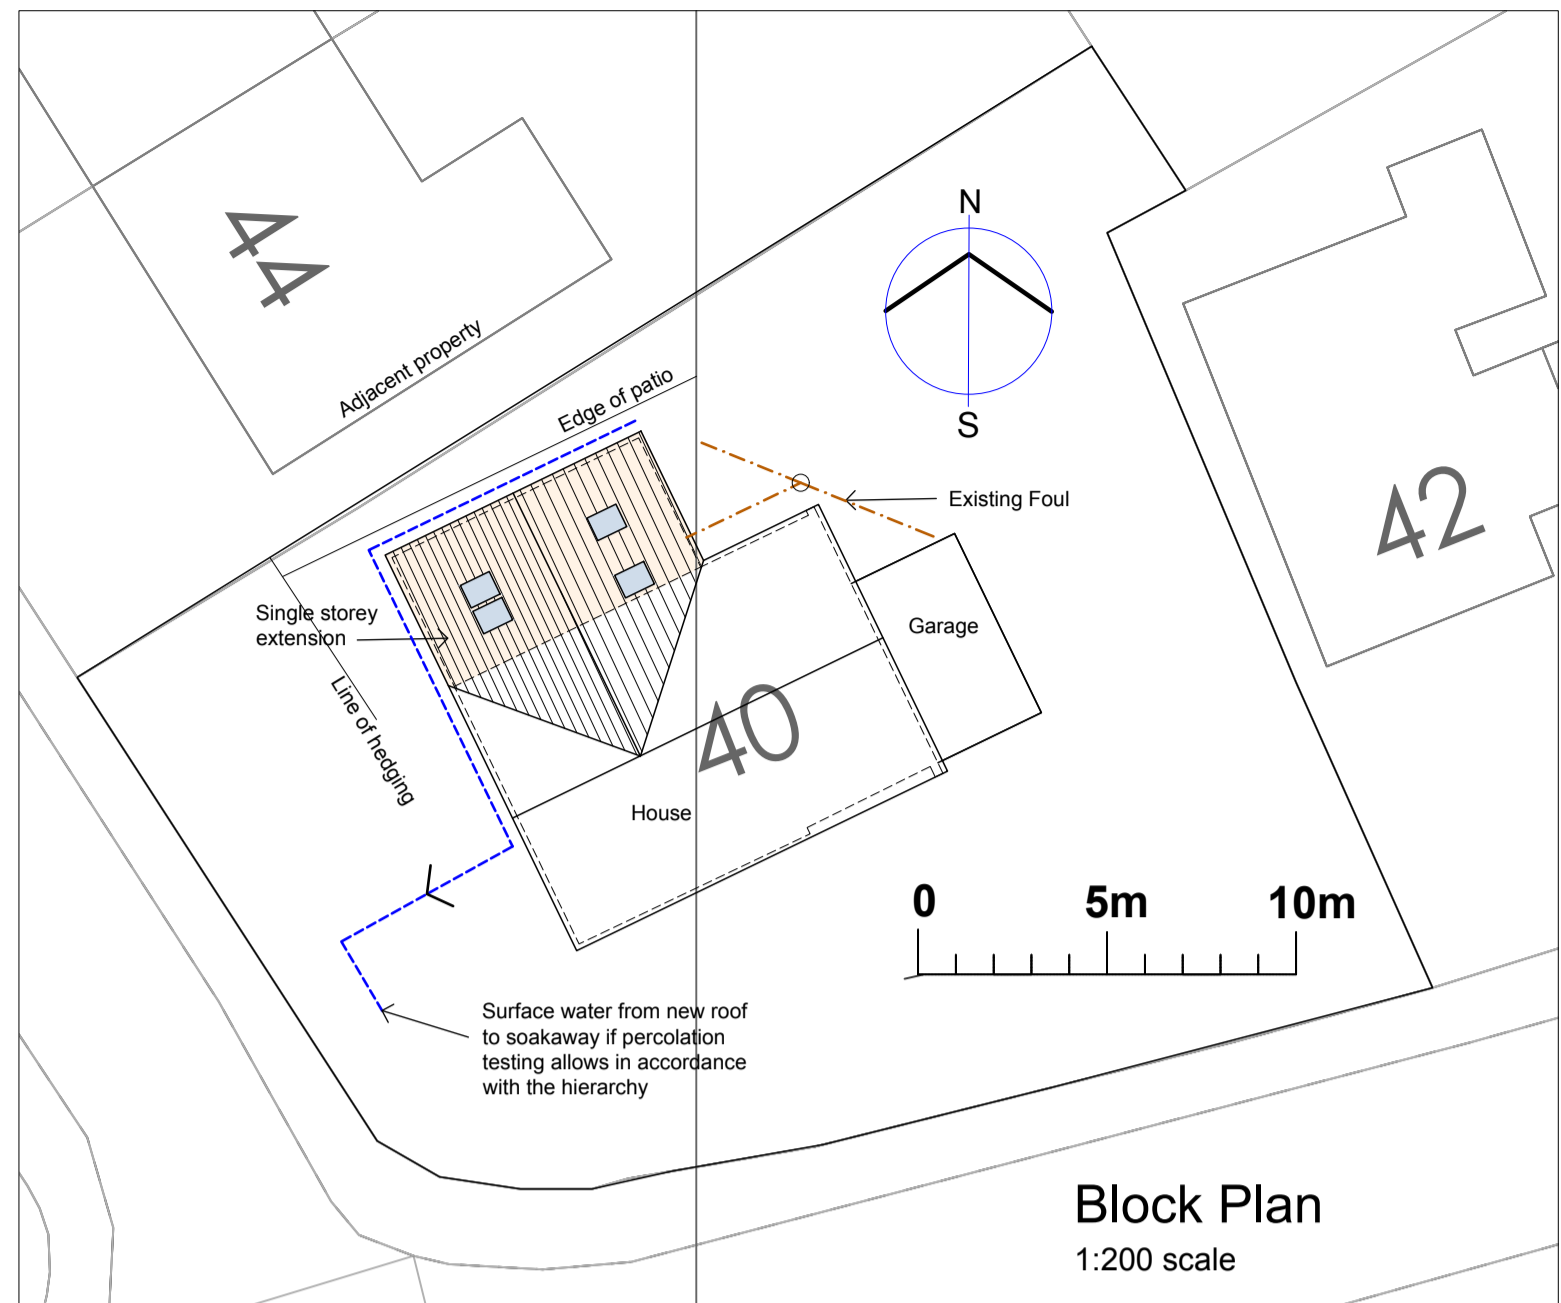 44
N
Adjacent property
Edge of patio
S
Existing Foul
42
Single storey
extension
Garage
Line of hedging
40
House
0 5m 10m
Surface water from new roof
to soakaway if percolation
testing allows in accordance
with the hierarchy
Block Plan
1:200 scale